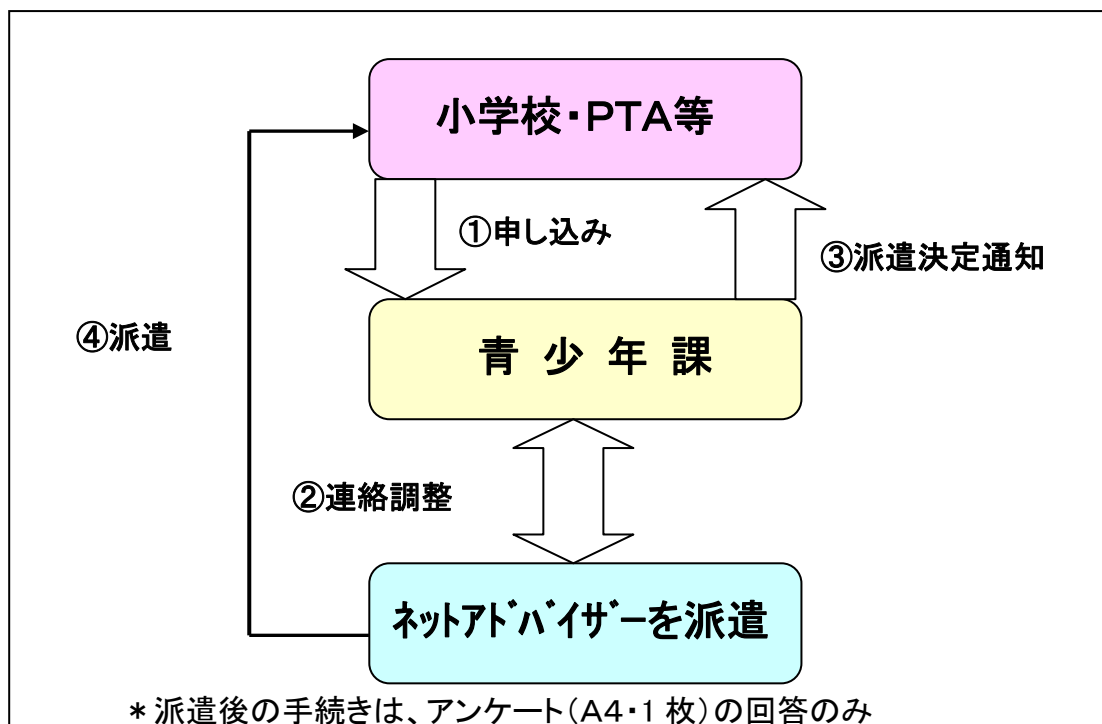 小学校・PTA等
①申し込み
③派遣決定通知
青 少 年 課
④派遣
②連絡調整
ﾈｯﾄｱﾄﾞﾊﾞｲｻﾞｰを派遣
＊派遣後の手続きは、アンケート（A4・1 枚）の回答のみ